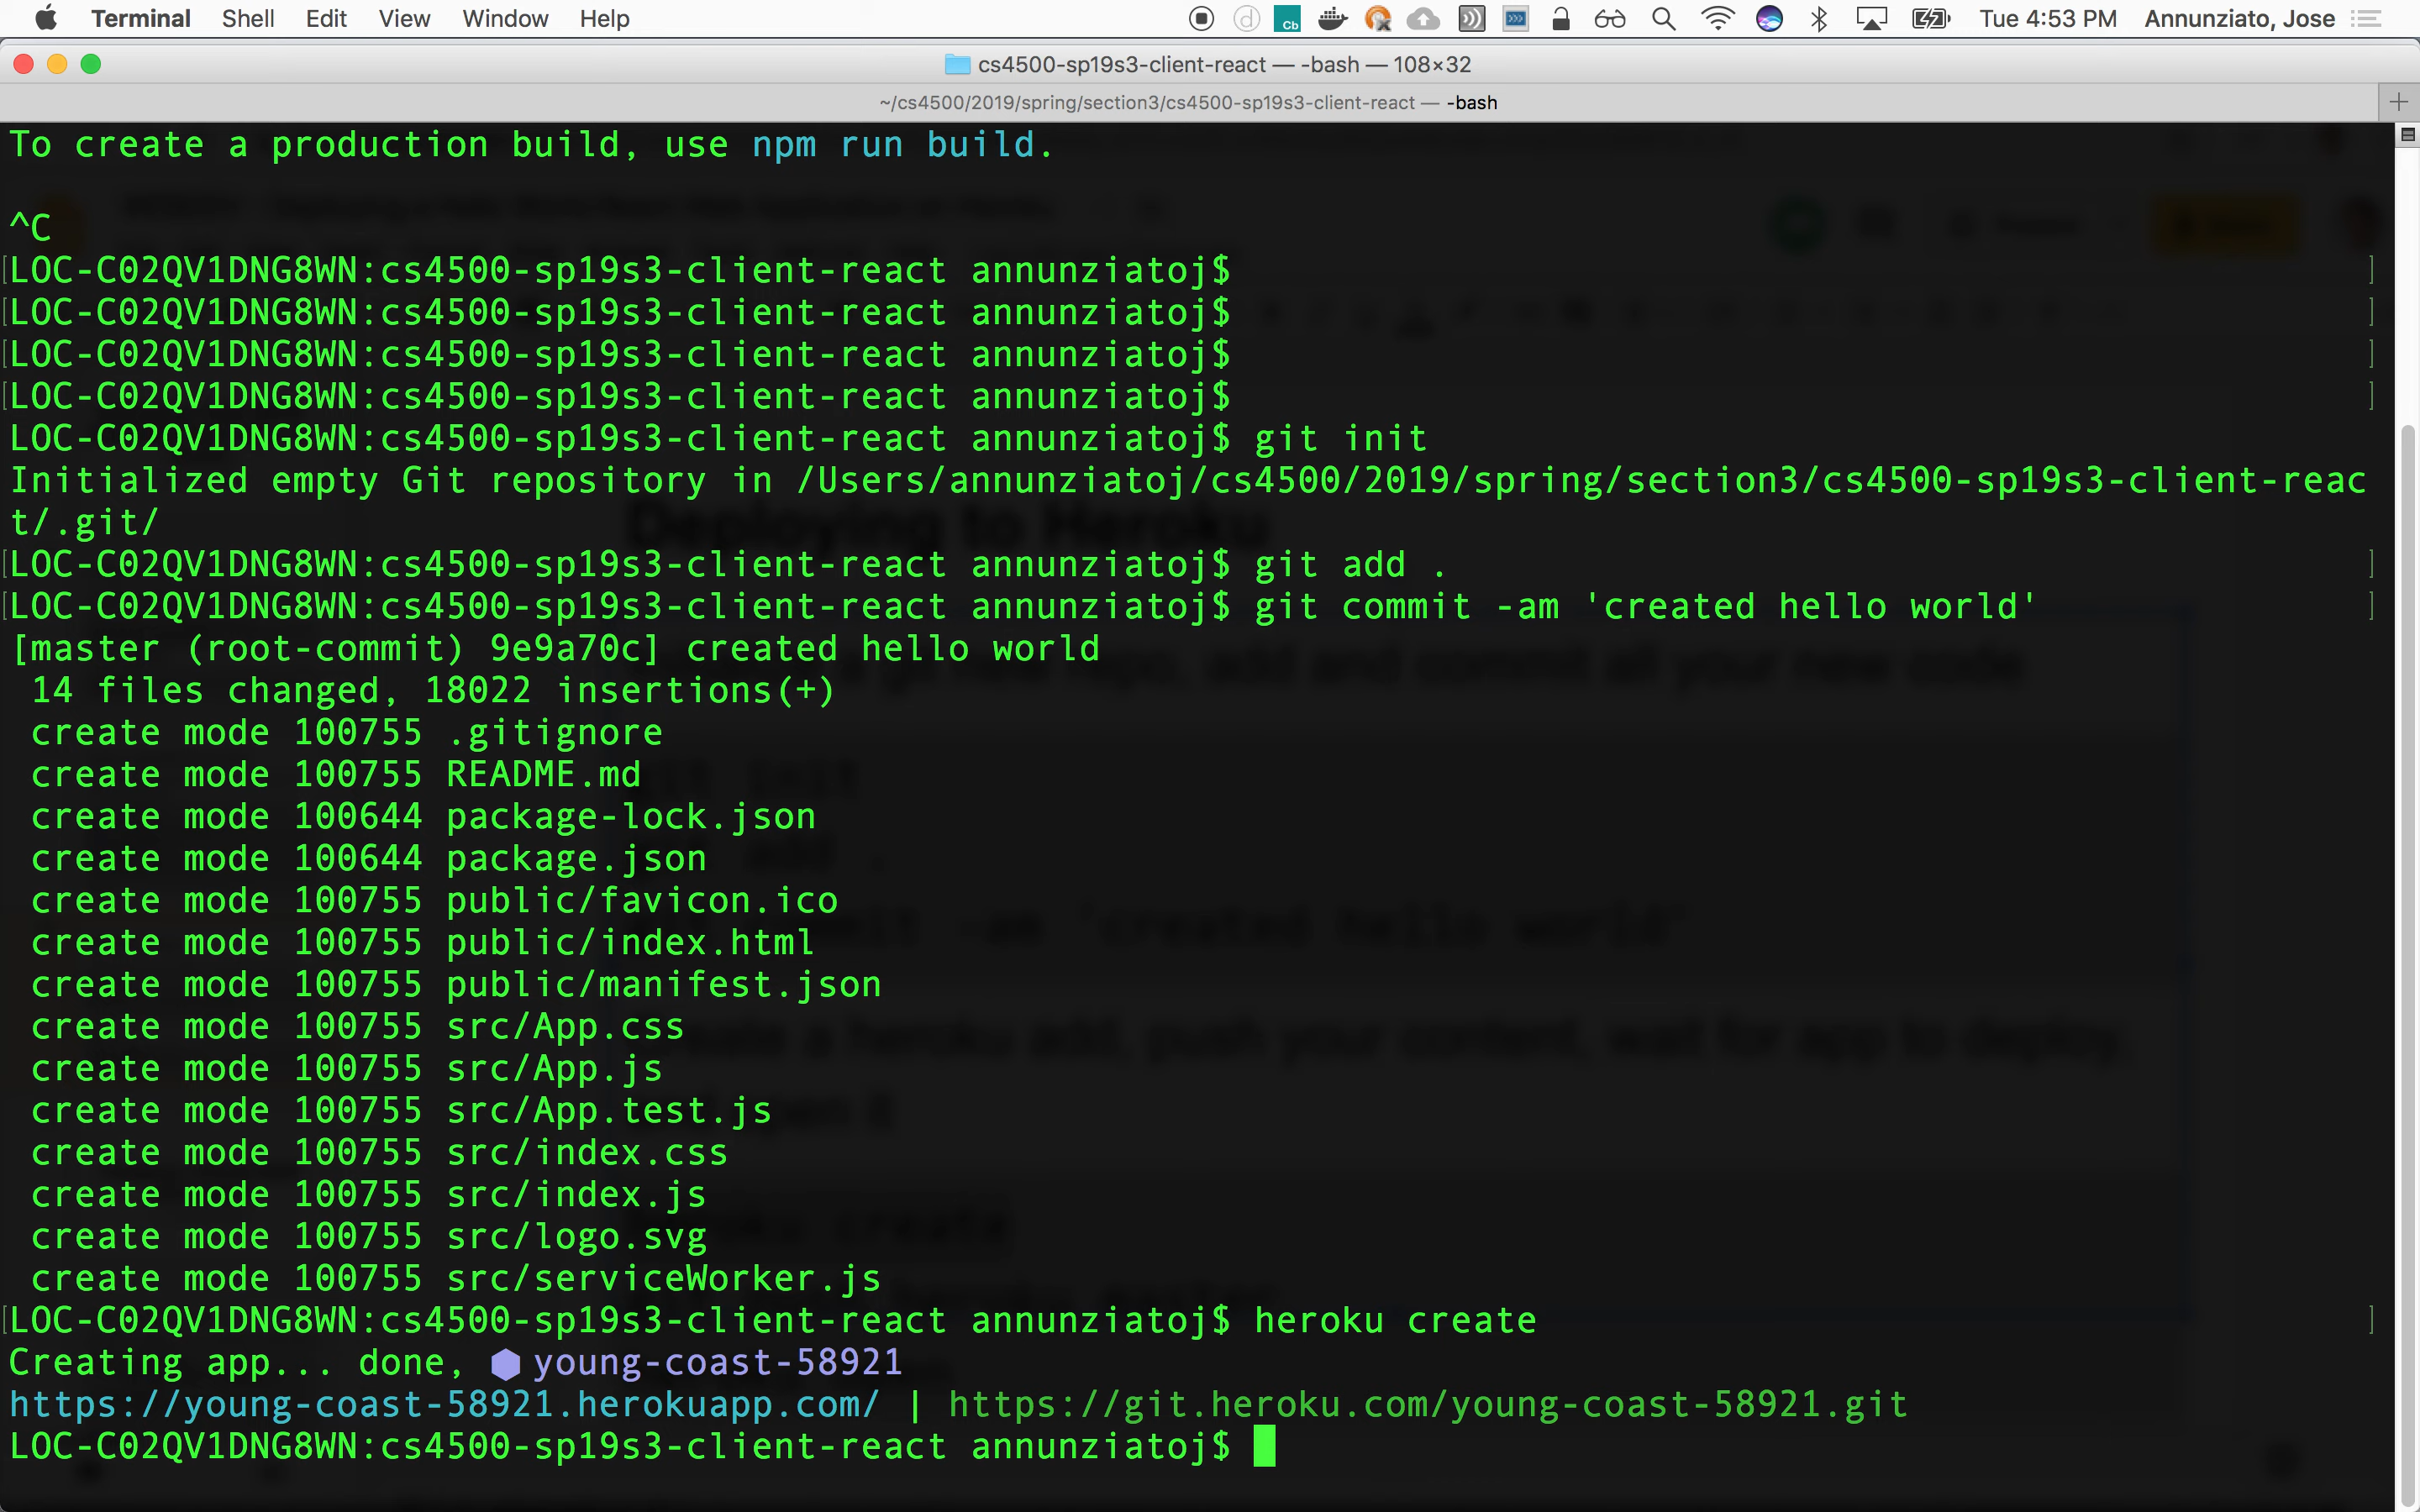 Terminal Shell Edit View Window Help Cb Tue 4:53 PM Annunziato, Jose
cs4500-sp19s3-client-react — -bash — 108×32
~/cs4500/2019/spring/section3/cs4500-sp19s3-client-react — -bash
To create a production build, use npm run build.
^C
LOC-C02QV1DNG8WN:cs4500-sp19s3-client-react annunziatoj$
LOC-C02QV1DNG8WN:cs4500-sp19s3-client-react annunziatoj$
LOC-C02QV1DNG8WN:cs4500-sp19s3-client-react annunziatoj$
LOC-C02QV1DNG8WN:cs4500-sp19s3-client-react annunziatoj$
LOC-C02QV1DNG8WN:cs4500-sp19s3-client-react annunziatoj$ git init
Initialized empty Git repository in /Users/annunziatoj/cs4500/2019/spring/section3/cs4500-sp19s3-client-reac
t/.git/
LOC-C02QV1DNG8WN:cs4500-sp19s3-client-react annunziatoj$ git add .
LOC-C02QV1DNG8WN:cs4500-sp19s3-client-react annunziatoj$ git commit -am 'created hello world'
[master (root-commit) 9e9a70c] created hello world
14 files changed, 18022 insertions(+)
create mode 100755 .gitignore
create mode 100755 README.md
create mode 100644 package-lock.json
create mode 100644 package.json
create mode 100755 public/favicon.ico
create mode 100755 public/index.html
create mode 100755 public/manifest.json
create mode 100755 src/App.css
create mode 100755 src/App.js
create mode 100755 src/App.test.js
create mode 100755 src/index.css
create mode 100755 src/index.js
create mode 100755 src/logo.svg
create mode 100755 src/serviceWorker.js
LOC-C02QV1DNG8WN:cs4500-sp19s3-client-react annunziatoj$ heroku create
Creating app... done, ⬢ young-coast-58921
https://young-coast-58921.herokuapp.com/ | https://git.heroku.com/young-coast-58921.git
LOC-C02QV1DNG8WN:cs4500-sp19s3-client-react annunziatoj$